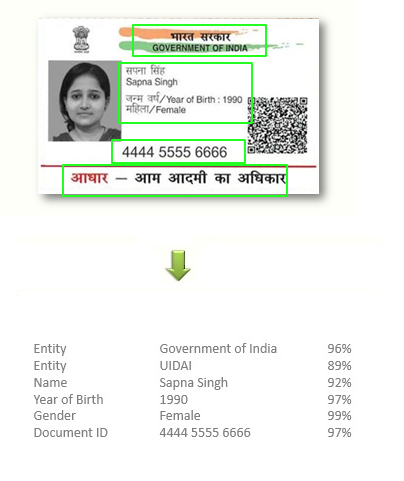 भारत सरकार
GOVERNMENT OF INDIA
सपना सिंह
Sapna Singh
जन्म वर्ष/Year of Birth : 1990
महिला/Female
4444 5555 6666
आधार – आम आदमी का अधिकार
Entity Government of India 96%
Entity UIDAI 89%
Name Sapna Singh 92%
Year of Birth 1990 97%
Gender Female 99%
Document ID 4444 5555 6666 97%